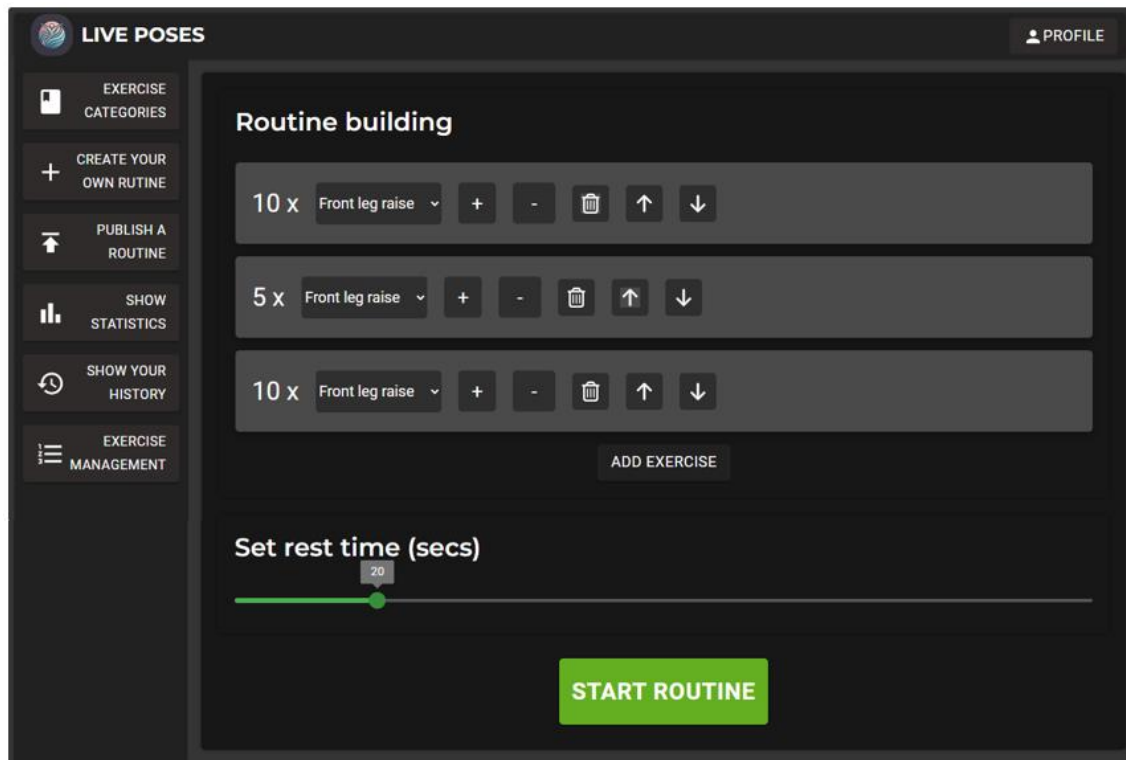 LIVE POSES
PROFILE
EXERCISE
CATEGORIES
CREATE YOUR
OWN RUTINE
PUBLISH A
ROUTINE
SHOW
STATISTICS
SHOW YOUR
HISTORY
EXERCISE
MANAGEMENT
Routine building
10 x Front leg raise + -
5 x Front leg raise + -
10 x Front leg raise + -
ADD EXERCISE
Set rest time (secs)
20
START ROUTINE